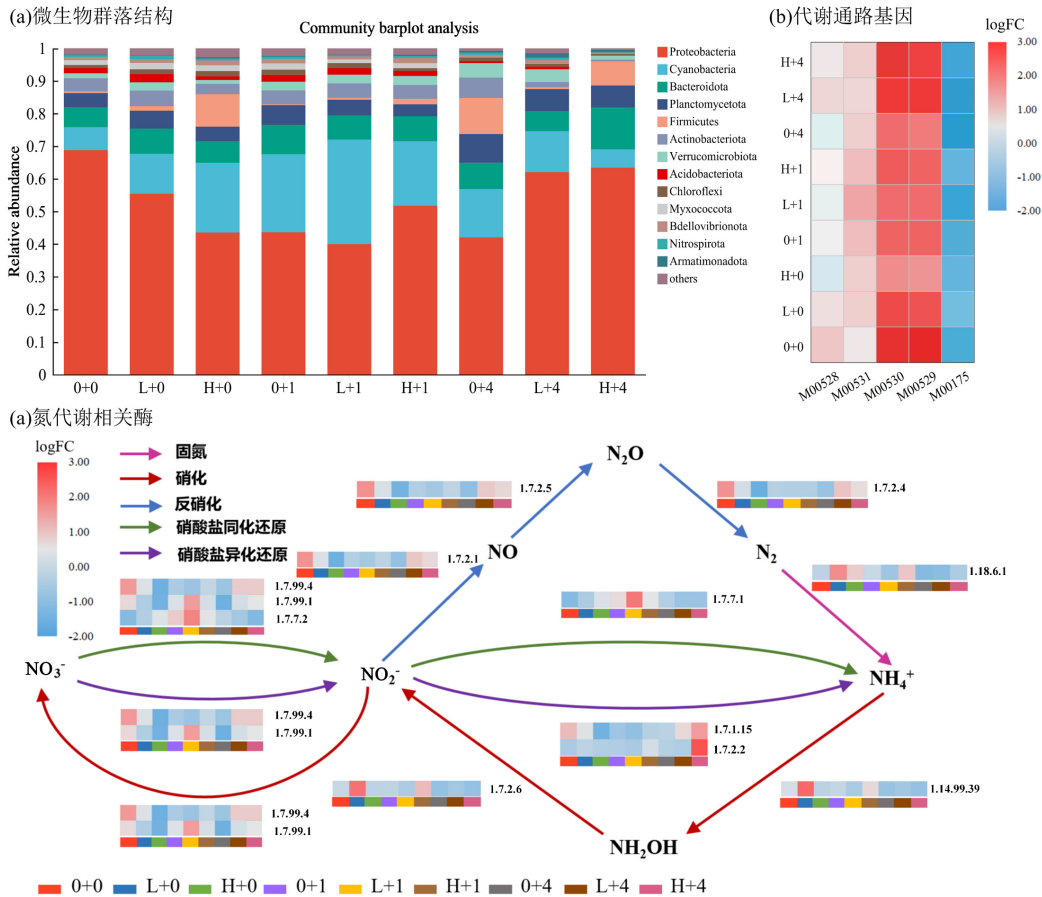 (a)微生物群落结构
Community barplot analysis
Relative abundance
1
0.9
0.8
0.7
0.6
0.5
0.4
0.3
0.2
0.1
0
0+0 L+0 H+0 0+1 L+1 H+1 0+4 L+4 H+4
Proteobacteria
Cyanobacteria
Bacteroidota
Planctomycetota
Firmicutes
Actinobacteriota
Verrucomicrobiota
Acidobacteriota
Chloroflexi
Myxococcota
Bdellovibrionota
Nitrospirota
Armatimonadota
others
(b)代谢通路基因
logFC
3.00
2.00
1.00
0.00
-1.00
-2.00
H+4
L+4
0+4
H+1
L+1
0+1
H+0
L+0
0+0
M00528 M00531 M00530 M00529 M00175
(a)氮代谢相关酶
logFC
3.00
2.00
1.00
0.00
-1.00
-2.00
固氮
硝化
反硝化
硝酸盐同化还原
硝酸盐异化还原
N₂O
1.7.2.5
1.7.2.4
NO
N₂
1.7.2.1
1.18.6.1
1.7.99.4
1.7.99.1
1.7.7.2
1.7.7.1
NO₃⁻
NO₂⁻
NH₄⁺
1.7.99.4
1.7.99.1
1.7.1.15
1.7.2.2
1.7.2.6
1.14.99.39
1.7.99.4
1.7.99.1
NH₂OH
0+0 L+0 H+0 0+1 L+1 H+1 0+4 L+4 H+4